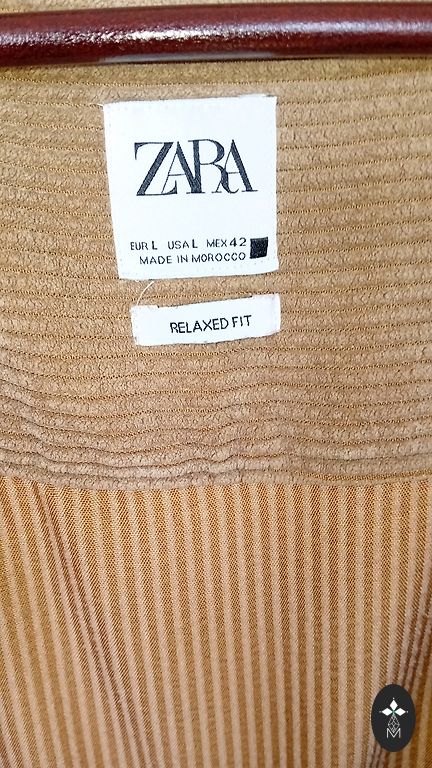 ZARA
EUR L USA L MEX 42
MADE IN MOROCCO
RELAXED FIT
M